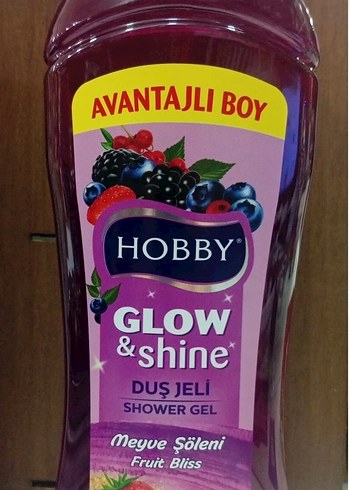 AVANTAJLI BOY
HOBBY®
GLOW
&shine
DUŞ JELİ
SHOWER GEL
Meyve Şöleni
Fruit Bliss